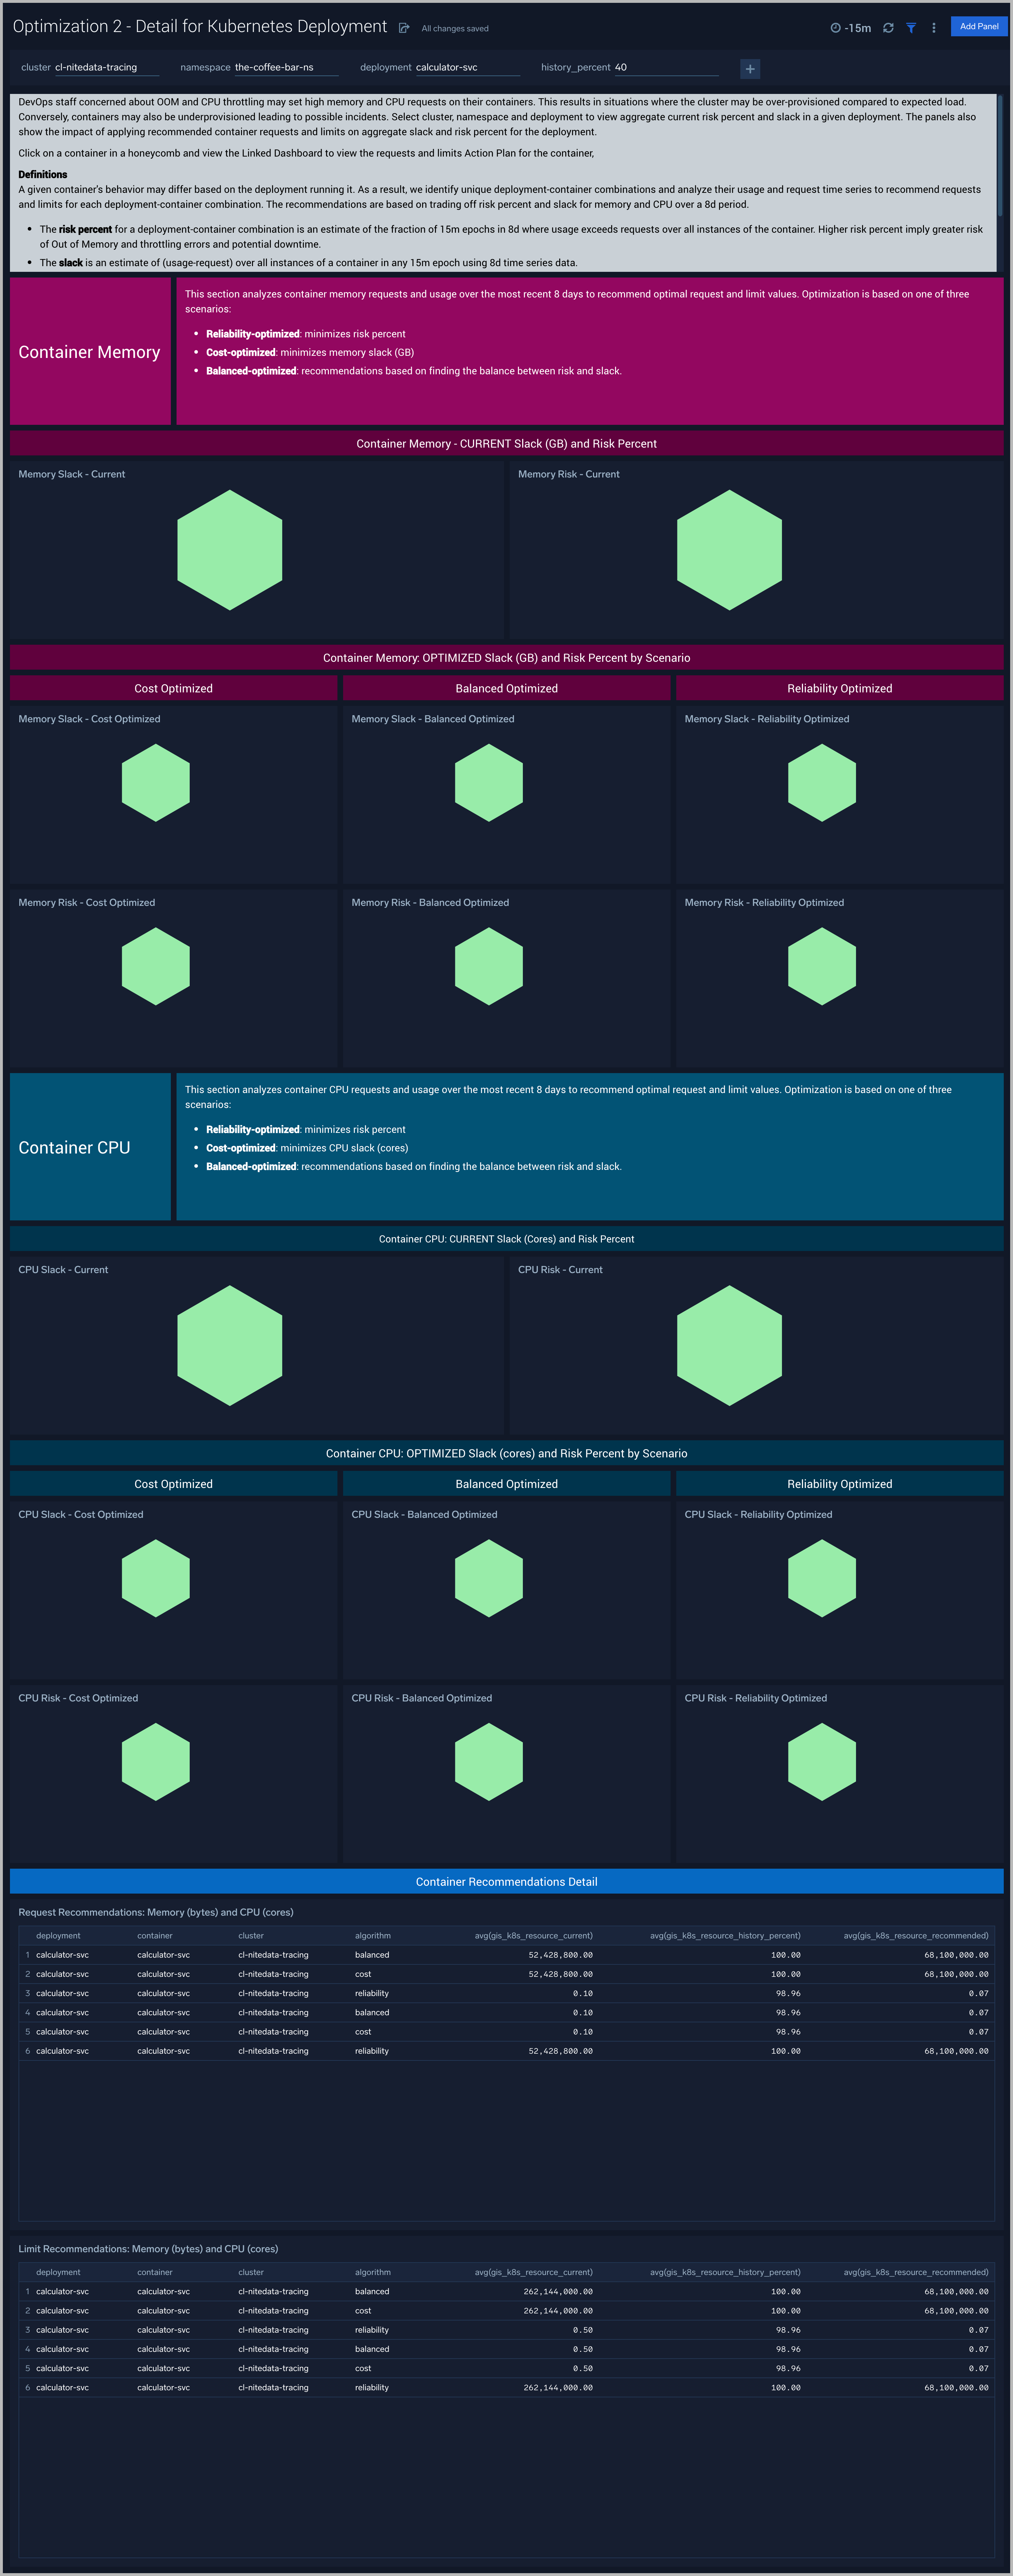 Optimization 2 - Detail for Kubernetes Deployment All changes saved -15m Add Panel
cluster cl-nitedata-tracing namespace the-coffee-bar-ns deployment calculator-svc history_percent 40
DevOps staff concerned about OOM and CPU throttling may set high memory and CPU requests on their containers. This results in situations where the cluster may be over-provisioned compared to expected load.
Conversely, containers may also be underprovisioned leading to possible incidents. Select cluster, namespace and deployment to view aggregate current risk percent and slack in a given deployment. The panels also
show the impact of applying recommended container requests and limits on aggregate slack and risk percent for the deployment.
Click on a container in a honeycomb and view the Linked Dashboard to view the requests and limits Action Plan for the container,
Definitions
A given container's behavior may differ based on the deployment running it. As a result, we identify unique deployment-container combinations and analyze their usage and request time series to recommend requests
and limits for each deployment-container combination. The recommendations are based on trading off risk percent and slack for memory and CPU over a 8d period.
• The risk percent for a deployment-container combination is an estimate of the fraction of 15m epochs in 8d where usage exceeds requests over all instances of the container. Higher risk percent imply greater risk
of Out of Memory and throttling errors and potential downtime.
• The slack is an estimate of (usage-request) over all instances of a container in any 15m epoch using 8d time series data.
Container Memory
This section analyzes container memory requests and usage over the most recent 8 days to recommend optimal request and limit values. Optimization is based on one of three
scenarios:
• Reliability-optimized: minimizes risk percent
• Cost-optimized: minimizes memory slack (GB)
• Balanced-optimized: recommendations based on finding the balance between risk and slack.
Container Memory - CURRENT Slack (GB) and Risk Percent
Memory Slack - Current Memory Risk - Current
Container Memory: OPTIMIZED Slack (GB) and Risk Percent by Scenario
Cost Optimized Balanced Optimized Reliability Optimized
Memory Slack - Cost Optimized Memory Slack - Balanced Optimized Memory Slack - Reliability Optimized
Memory Risk - Cost Optimized Memory Risk - Balanced Optimized Memory Risk - Reliability Optimized
Container CPU
This section analyzes container CPU requests and usage over the most recent 8 days to recommend optimal request and limit values. Optimization is based on one of three
scenarios:
• Reliability-optimized: minimizes risk percent
• Cost-optimized: minimizes CPU slack (cores)
• Balanced-optimized: recommendations based on finding the balance between risk and slack.
Container CPU: CURRENT Slack (Cores) and Risk Percent
CPU Slack - Current CPU Risk - Current
Container CPU: OPTIMIZED Slack (cores) and Risk Percent by Scenario
Cost Optimized Balanced Optimized Reliability Optimized
CPU Slack - Cost Optimized CPU Slack - Balanced Optimized CPU Slack - Reliability Optimized
CPU Risk - Cost Optimized CPU Risk - Balanced Optimized CPU Risk - Reliability Optimized
Container Recommendations Detail
Request Recommendations: Memory (bytes) and CPU (cores)
deployment container cluster algorithm avg(gis_k8s_resource_current) avg(gis_k8s_resource_history_percent) avg(gis_k8s_resource_recommended)
1 calculator-svc calculator-svc cl-nitedata-tracing balanced 52,428,800.00 100.00 68,100,000.00
2 calculator-svc calculator-svc cl-nitedata-tracing cost 52,428,800.00 100.00 68,100,000.00
3 calculator-svc calculator-svc cl-nitedata-tracing reliability 0.10 98.96 0.07
4 calculator-svc calculator-svc cl-nitedata-tracing balanced 0.10 98.96 0.07
5 calculator-svc calculator-svc cl-nitedata-tracing cost 0.10 98.96 0.07
6 calculator-svc calculator-svc cl-nitedata-tracing reliability 52,428,800.00 100.00 68,100,000.00
Limit Recommendations: Memory (bytes) and CPU (cores)
deployment container cluster algorithm avg(gis_k8s_resource_current) avg(gis_k8s_resource_history_percent) avg(gis_k8s_resource_recommended)
1 calculator-svc calculator-svc cl-nitedata-tracing balanced 262,144,000.00 100.00 68,100,000.00
2 calculator-svc calculator-svc cl-nitedata-tracing cost 262,144,000.00 100.00 68,100,000.00
3 calculator-svc calculator-svc cl-nitedata-tracing reliability 0.50 98.96 0.07
4 calculator-svc calculator-svc cl-nitedata-tracing balanced 0.50 98.96 0.07
5 calculator-svc calculator-svc cl-nitedata-tracing cost 0.50 98.96 0.07
6 calculator-svc calculator-svc cl-nitedata-tracing reliability 262,144,000.00 100.00 68,100,000.00